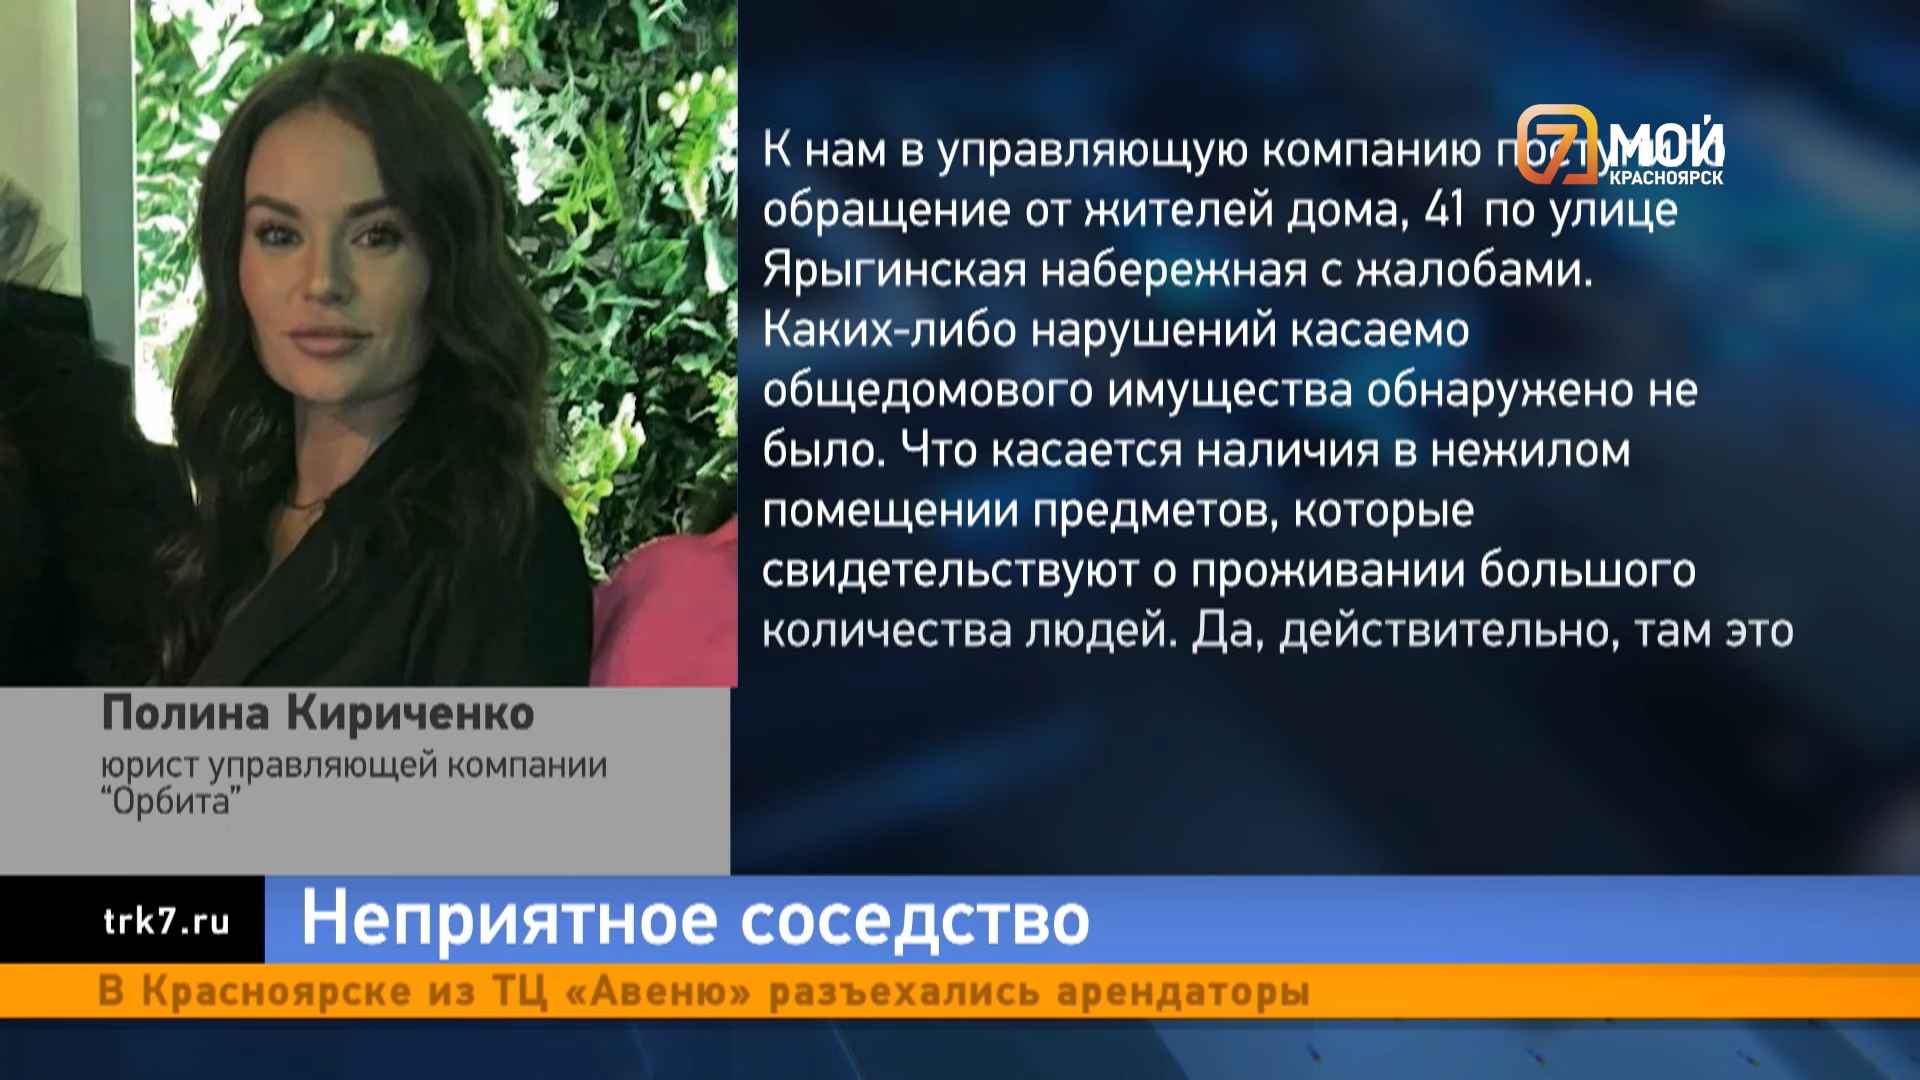 К нам в управляющую компанию
МОЙ
КРАСНОЯРСК
обращение от жителей дома, 41 по улице
Ярыгинская набережная с жалобами.
Каких-либо нарушений касаемо
общедомового имущества обнаружено не
было. Что касается наличия в нежилом
помещении предметов, которые
свидетельствуют о проживании большого
количества людей. Да, действительно, там это
Полина Кириченко
юрист управляющей компании
“Орбита”
trk7.ru
Неприятное соседство
В Красноярске из ТЦ «Авеню» разъехались арендаторы